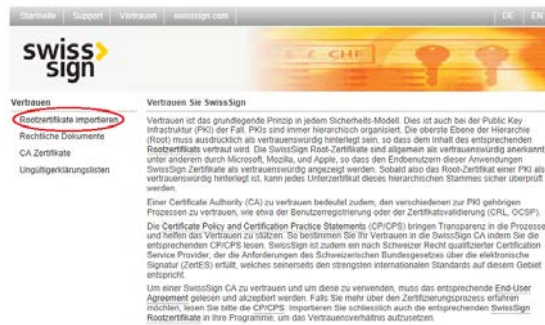 Startseite Support Vertrauen swisssign.com DE EN
swiss
sign
Vertrauen
Rootzertifikate importieren
Rechtliche Dokumente
CA Zertifikate
Ungültigerklärungslisten
Vertrauen Sie SwissSign
Vertrauen ist das grundlegende Prinzip in jedem Sicherheits-Modell. Dies ist auch bei der Public Key
Infrastruktur (PKI) der Fall. PKIs sind immer hierarchisch organisiert. Die oberste Ebene der Hierarchie
(Root) muss ausdrücklich als vertrauenswürdig hinterlegt sein, so dass dem Inhalt des entsprechenden
Rootzertifikats vertraut wird. Die SwissSign Root-Zertifikate sind allgemein als vertrauenswürdig anerkannt
unter anderem durch Microsoft, Mozilla, und Apple, so dass den Endbenutzern dieser Anwendungen
SwissSign Zertifikate als vertrauenswürdig angezeigt werden. Sobald also das Root-Zertifikat einer PKI als
vertrauenswürdig hinterlegt ist, kann jedes Unterzertifikat dieses hierarchischen Stammes sicher überprüft
werden.
Einer Certificate Authority (CA) zu vertrauen bedeutet zudem, den verschiedenen zur PKI gehörigen
Prozessen zu vertrauen, wie etwa der Benutzerregistrierung oder der Zertifikatsvalidierung (CRL, OCSP).
Die Certificate Policy and Certification Practice Statements (CP/CPS) bringen Transparenz in die Prozesse
und helfen das Vertrauen zu stützen. So bestimmen Sie Ihr Vertrauen in die SwissSign CA indem Sie die
entsprechenden CP/CPS lesen. SwissSign ist zudem ein nach Schweizer Recht qualifizierter Certification
Service Provider, der die Anforderungen des Schweizerischen Bundesgesetzes über die elektronische
Signatur (ZertES) erfüllt, welches seinerseits den strengsten internationalen Standards auf diesem Gebiet
entspricht.
Um einer SwissSign CA zu vertrauen und um diese zu verwenden, muss das entsprechende End-User
Agreement gelesen und akzeptiert werden. Falls Sie mehr über den Zertifizierungsprozess erfahren
möchten, lesen Sie bitte die CP/CPS. Importieren Sie schliesslich auch die entsprechenden SwissSign
Rootzertifikate in Ihre Programme, um das Vertrauensverhältnis aufzusetzen.